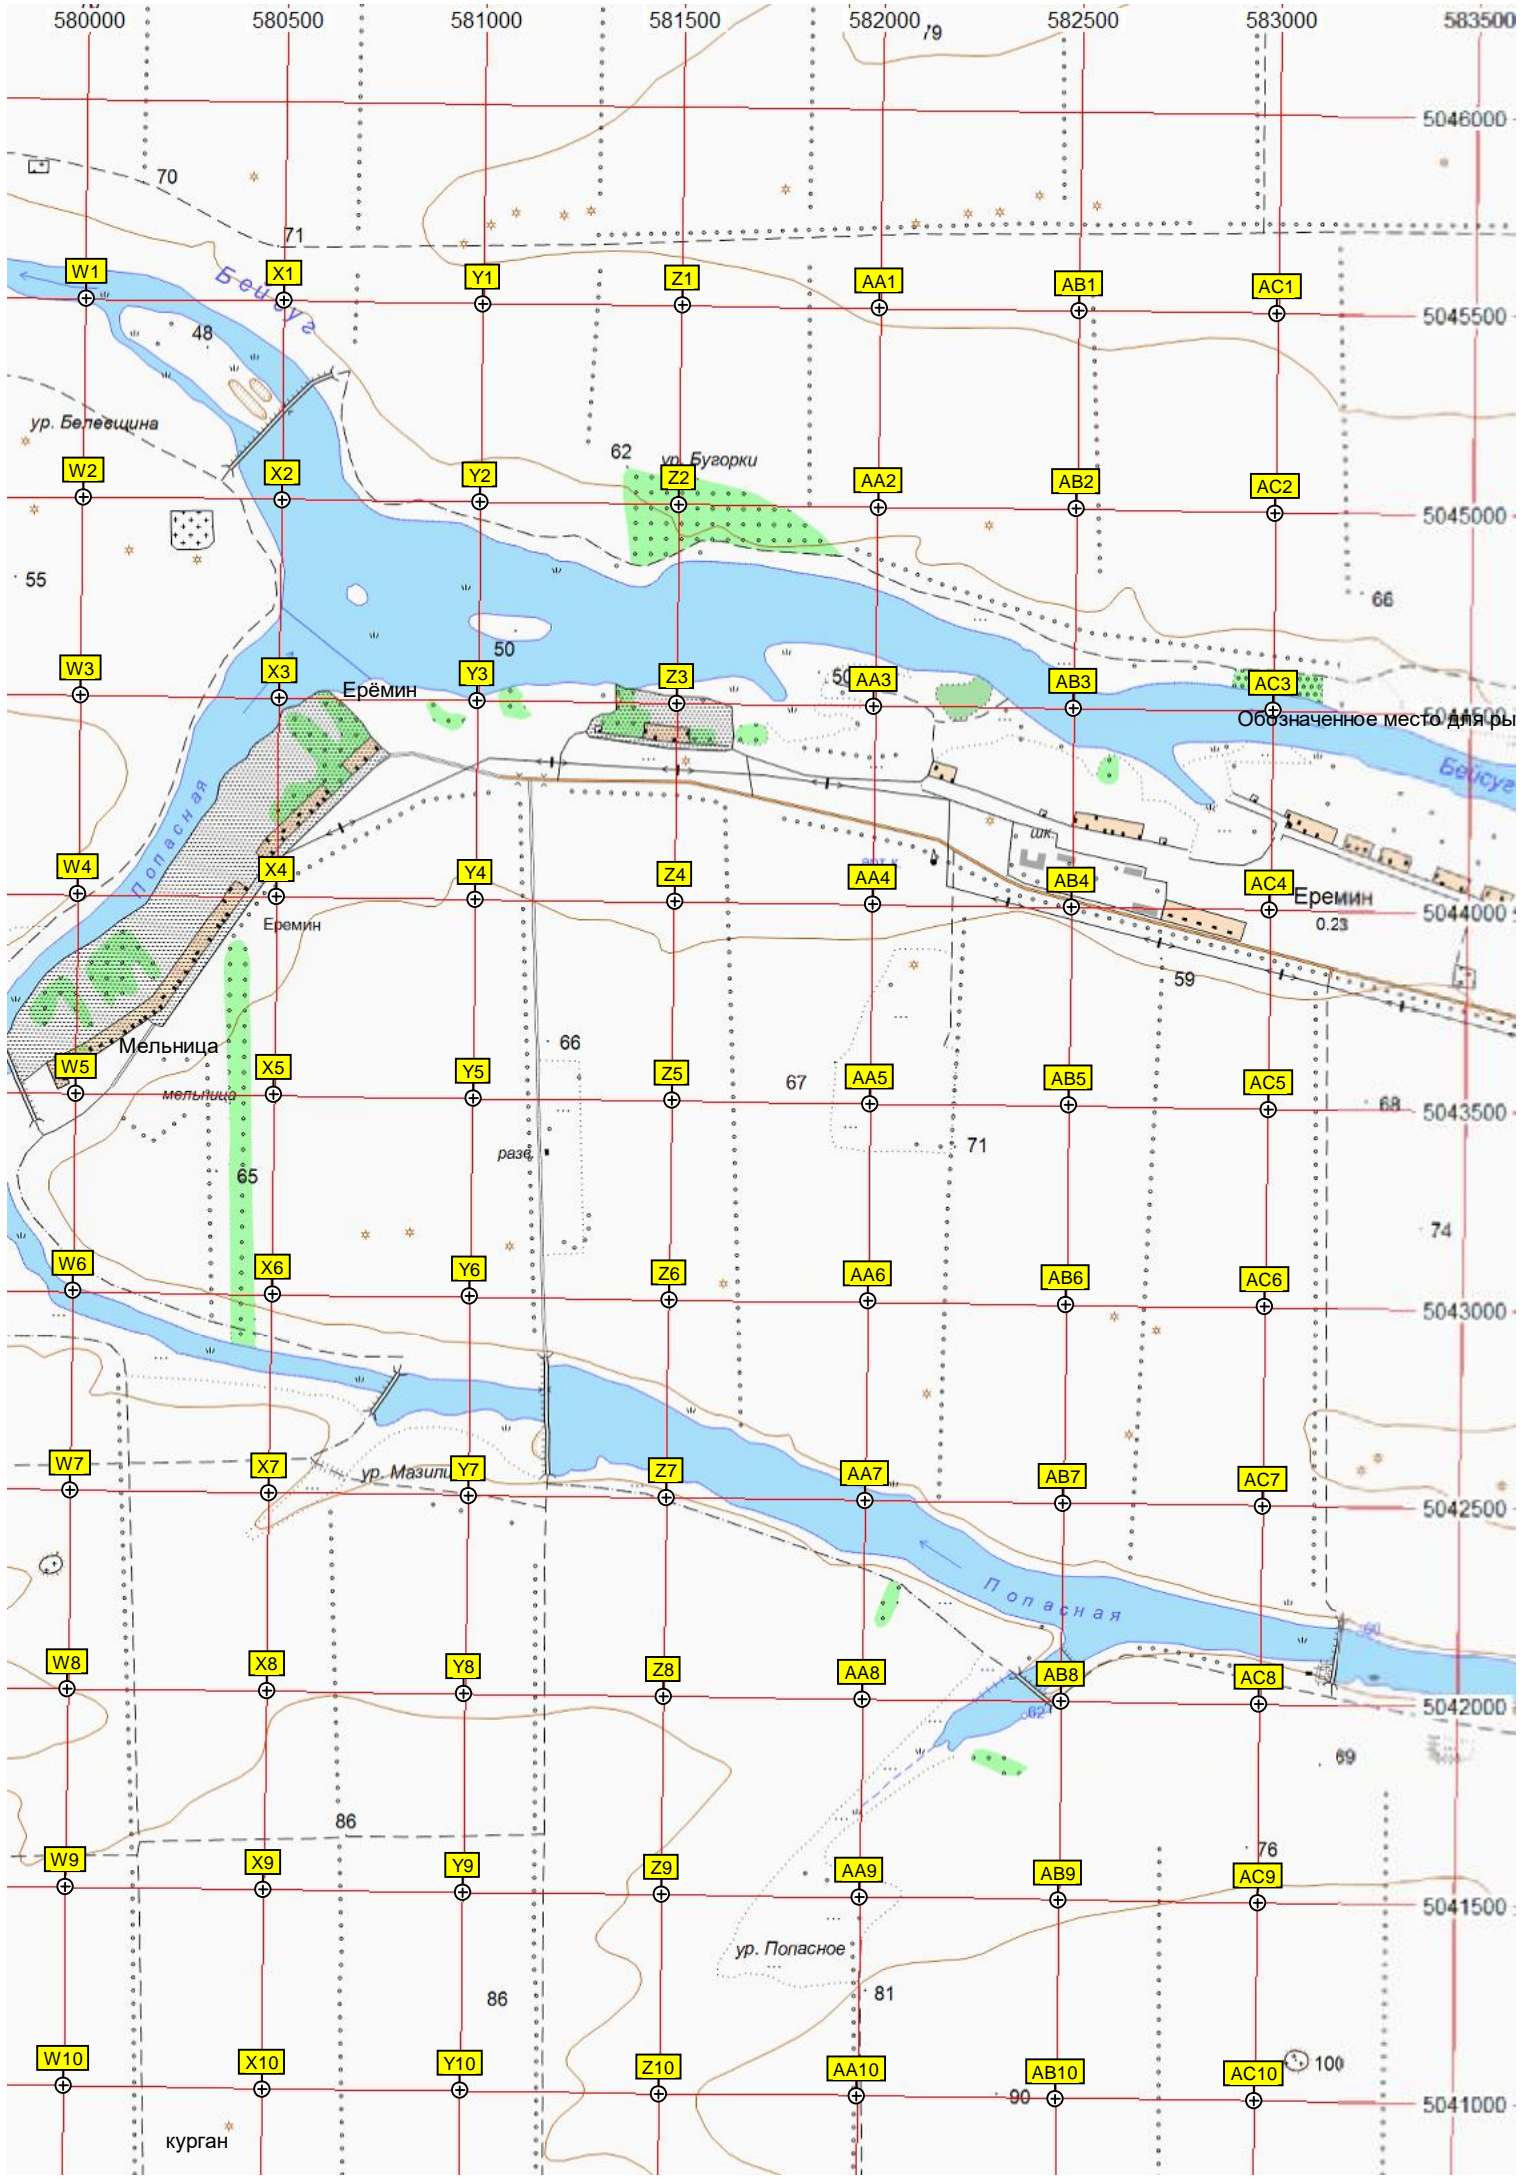 580000 580500 581000 581500 582000 582500 583000 583500
79
5046000
70
71
Бейсуг
W1 X1 Y1 Z1 AA1 AB1 AC1
5045500
48
ур. Белевщина
62
ур. Бугорки
W2 X2 Y2 Z2 AA2 AB2 AC2
5045000
55
66
50
50
W3 X3 Y3 Z3 AA3 AB3 AC3
Ерёмин
Обозначенное место для ры
Бейсуг
Попасная
шк.
W4 X4 Y4 Z4 AA4 AB4 AC4
Еремин
0.23
5044000
Еремин
59
66
Мельница
67
W5 X5 Y5 Z5 AA5 AB5 AC5
мельница
68
5043500
71
разв.
65
74
W6 X6 Y6 Z6 AA6 AB6 AC6
5043000
W7 X7 Y7 Z7 AA7 AB7 AC7
5042500
Попасная
60
W8 X8 Y8 Z8 AA8 AB8 AC8
5042000
62
69
86
76
W9 X9 Y9 Z9 AA9 AB9 AC9
5041500
ур. Попасное
81
86
100
W10 X10 Y10 Z10 AA10 AB10 AC10
90
5041000
курган